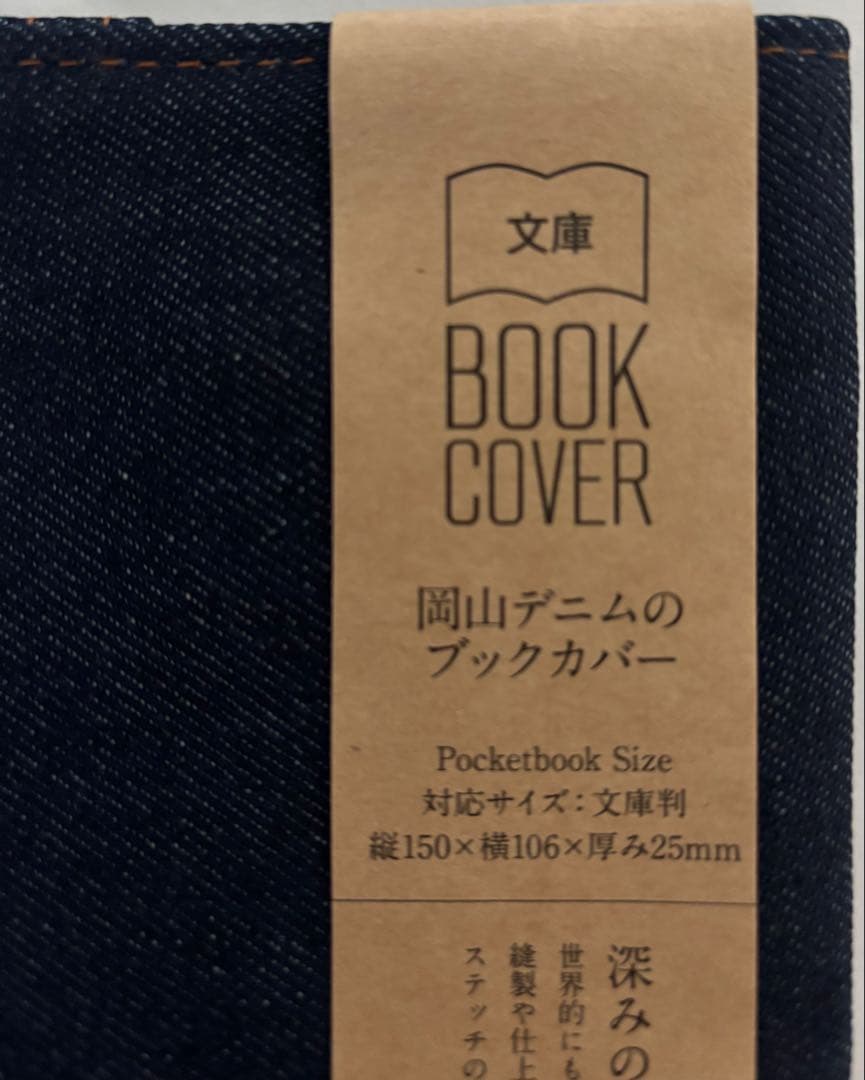 文庫
BOOK
COVER
岡山デニムの
ブックカバー
Pocketbook Size
対応サイズ：文庫判
縦150×横106×厚み25mm
深みの
世界的にも
縫製や仕上
ステッチの